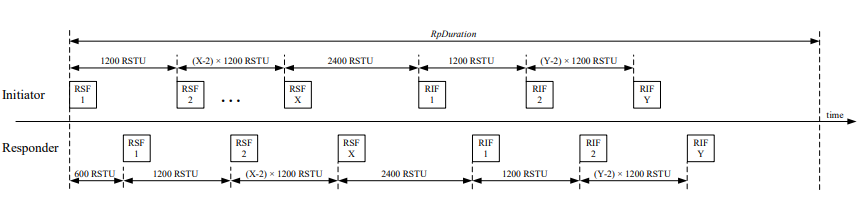 RpDuration
1200 RSTU
(X-2) × 1200 RSTU
2400 RSTU
1200 RSTU
(Y-2) × 1200 RSTU
Initiator
RSF
1
RSF
2
...
RSF
X
RIF
1
RIF
2
RIF
Y
time
Responder
RSF
1
RSF
2
RSF
X
RIF
1
RIF
2
RIF
Y
600 RSTU
1200 RSTU
(X-2) × 1200 RSTU
2400 RSTU
1200 RSTU
(Y-2) × 1200 RSTU